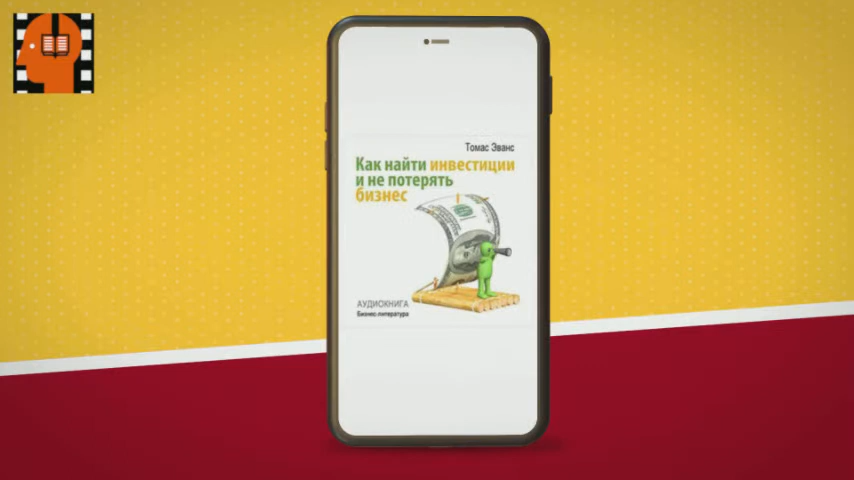 Томас Эванс
Как найти инвестиции
и не потерять
бизнес
АУДИОКНИГА
Бизнес-литература